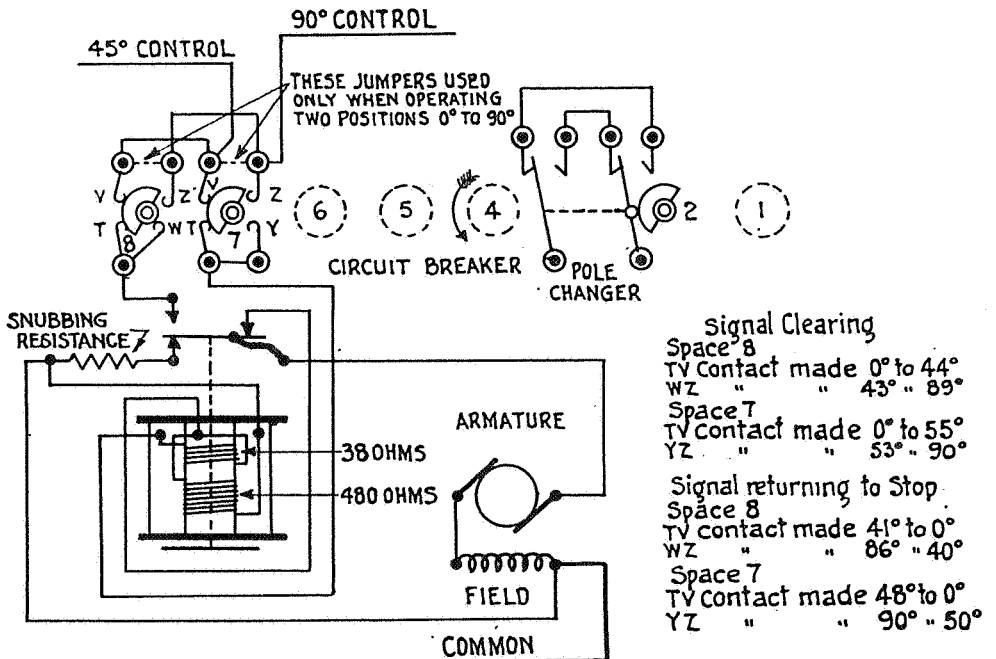 90° CONTROL
45° CONTROL
THESE JUMPERS USED
ONLY WHEN OPERATING
TWO POSITIONS 0° TO 90°
V Z V Z
T W T Y
8 7 6 5 4 2 1
CIRCUIT BREAKER
POLE
CHANGER
SNUBBING
RESISTANCE
38 OHMS
480 OHMS
ARMATURE
FIELD
COMMON
Signal Clearing
Space 8
TV Contact made 0° to 44°
WZ " " 43° " 89°
Space 7
TV contact made 0° to 55°
YZ " " 53° " 90°
Signal returning to Stop
Space 8
TV contact made 41° to 0°
WZ " " 86° " 40°
Space 7
TV contact made 48° to 0°
YZ " " 90° " 50°